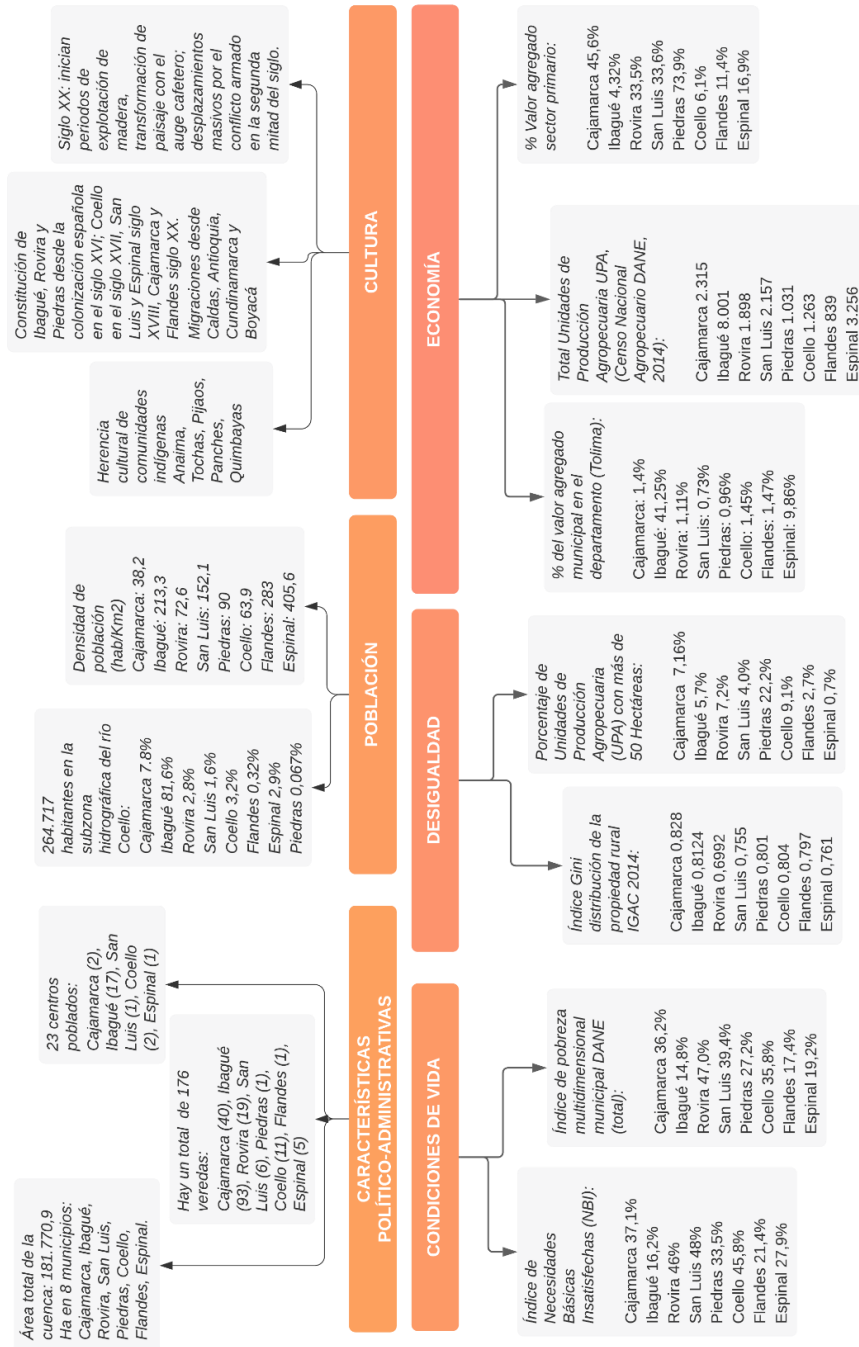 Área total de la
cuenca: 181.770,9
Ha en 8 municipios:
Cajamarca, Ibagué,
Rovira, San Luis,
Piedras, Coello,
Flandes, Espinal.
Hay un total de 176
veredas:
Cajamarca (40), Ibagué
(93), Rovira (19), San
Luis (6), Piedras (1),
Coello (11), Flandes (1),
Espinal (5)
23 centros
poblados:
Cajamarca (2),
Ibagué (17), San
Luis (1), Coello
(2), Espinal (1)
CARACTERÍSTICAS
POLÍTICO-ADMINISTRATIVAS
264.717
habitantes en la
subzona
hidrográfica del río
Coello:
Cajamarca 7.8%
Ibagué 81,6%
Rovira 2,8%
San Luis 1,6%
Coello 3,2%
Flandes 0,32%
Espinal 2,9%
Piedras 0,067%
Densidad de
población
(hab/Km2)
Cajamarca: 38,2
Ibagué: 213,3
Rovira: 72,6
San Luis: 152,1
Piedras: 90
Coello: 63,9
Flandes: 283
Espinal: 405,6
POBLACIÓN
Herencia
cultural de
comunidades
indígenas
Anaima,
Tochas, Pijaos,
Panches,
Quimbayas
Constitución de
Ibagué, Rovira y
Piedras desde la
colonización española
en el siglo XVI; Coello
en el siglo XVII, San
Luis y Espinal siglo
XVIII, Cajamarca y
Flandes siglo XX.
Migraciones desde
Caldas, Antioquia,
Cundinamarca y
Boyacá
Siglo XX: inician
periodos de
explotación de
madera,
transformación de
paisaje con el
auge cafetero;
desplazamientos
masivos por el
conflicto armado
en la segunda
mitad del siglo.
CULTURA
CONDICIONES DE VIDA
Índice de
Necesidades
Básicas
Insatisfechas (NBI):
Cajamarca 37,1%
Ibagué 16,2%
Rovira 46%
San Luis 48%
Piedras 33,5%
Coello 45,8%
Flandes 21,4%
Espinal 27,9%
Índice de pobreza
multidimensional
municipal DANE
(total):
Cajamarca 36,2%
Ibagué 14,8%
Rovira 47,0%
San Luis 39,4%
Piedras 27,2%
Coello 35,8%
Flandes 17,4%
Espinal 19,2%
DESIGUALDAD
Índice Gini
distribución de la
propiedad rural
IGAC 2014:
Cajamarca 0,828
Ibagué 0,8124
Rovira 0,6992
San Luis 0,755
Piedras 0,801
Coello 0,804
Flandes 0,797
Espinal 0,761
Porcentaje de
Unidades de
Producción
Agropecuaria
(UPA) con más de
50 Hectáreas:
Cajamarca 7,16%
Ibagué 5,7%
Rovira 7,2%
San Luis 4,0%
Piedras 22,2%
Coello 9,1%
Flandes 2,7%
Espinal 0,7%
ECONOMÍA
% del valor agregado
municipal en el
departamento (Tolima):
Cajamarca: 1,4%
Ibagué: 41,25%
Rovira: 1,11%
San Luis: 0,73%
Piedras: 0,96%
Coello: 1,45%
Flandes: 1,47%
Espinal: 9,86%
Total Unidades de
Producción
Agropecuaria UPA,
(Censo Nacional
Agropecuario DANE,
2014):
Cajamarca 2.315
Ibagué 8.001
Rovira 1.898
San Luis 2.157
Piedras 1.031
Coello 1.263
Flandes 839
Espinal 3.256
% Valor agregado
sector primario:
Cajamarca 45,6%
Ibagué 4,32%
Rovira 33,5%
San Luis 33,6%
Piedras 73,9%
Coello 6,1%
Flandes 11,4%
Espinal 16,9%